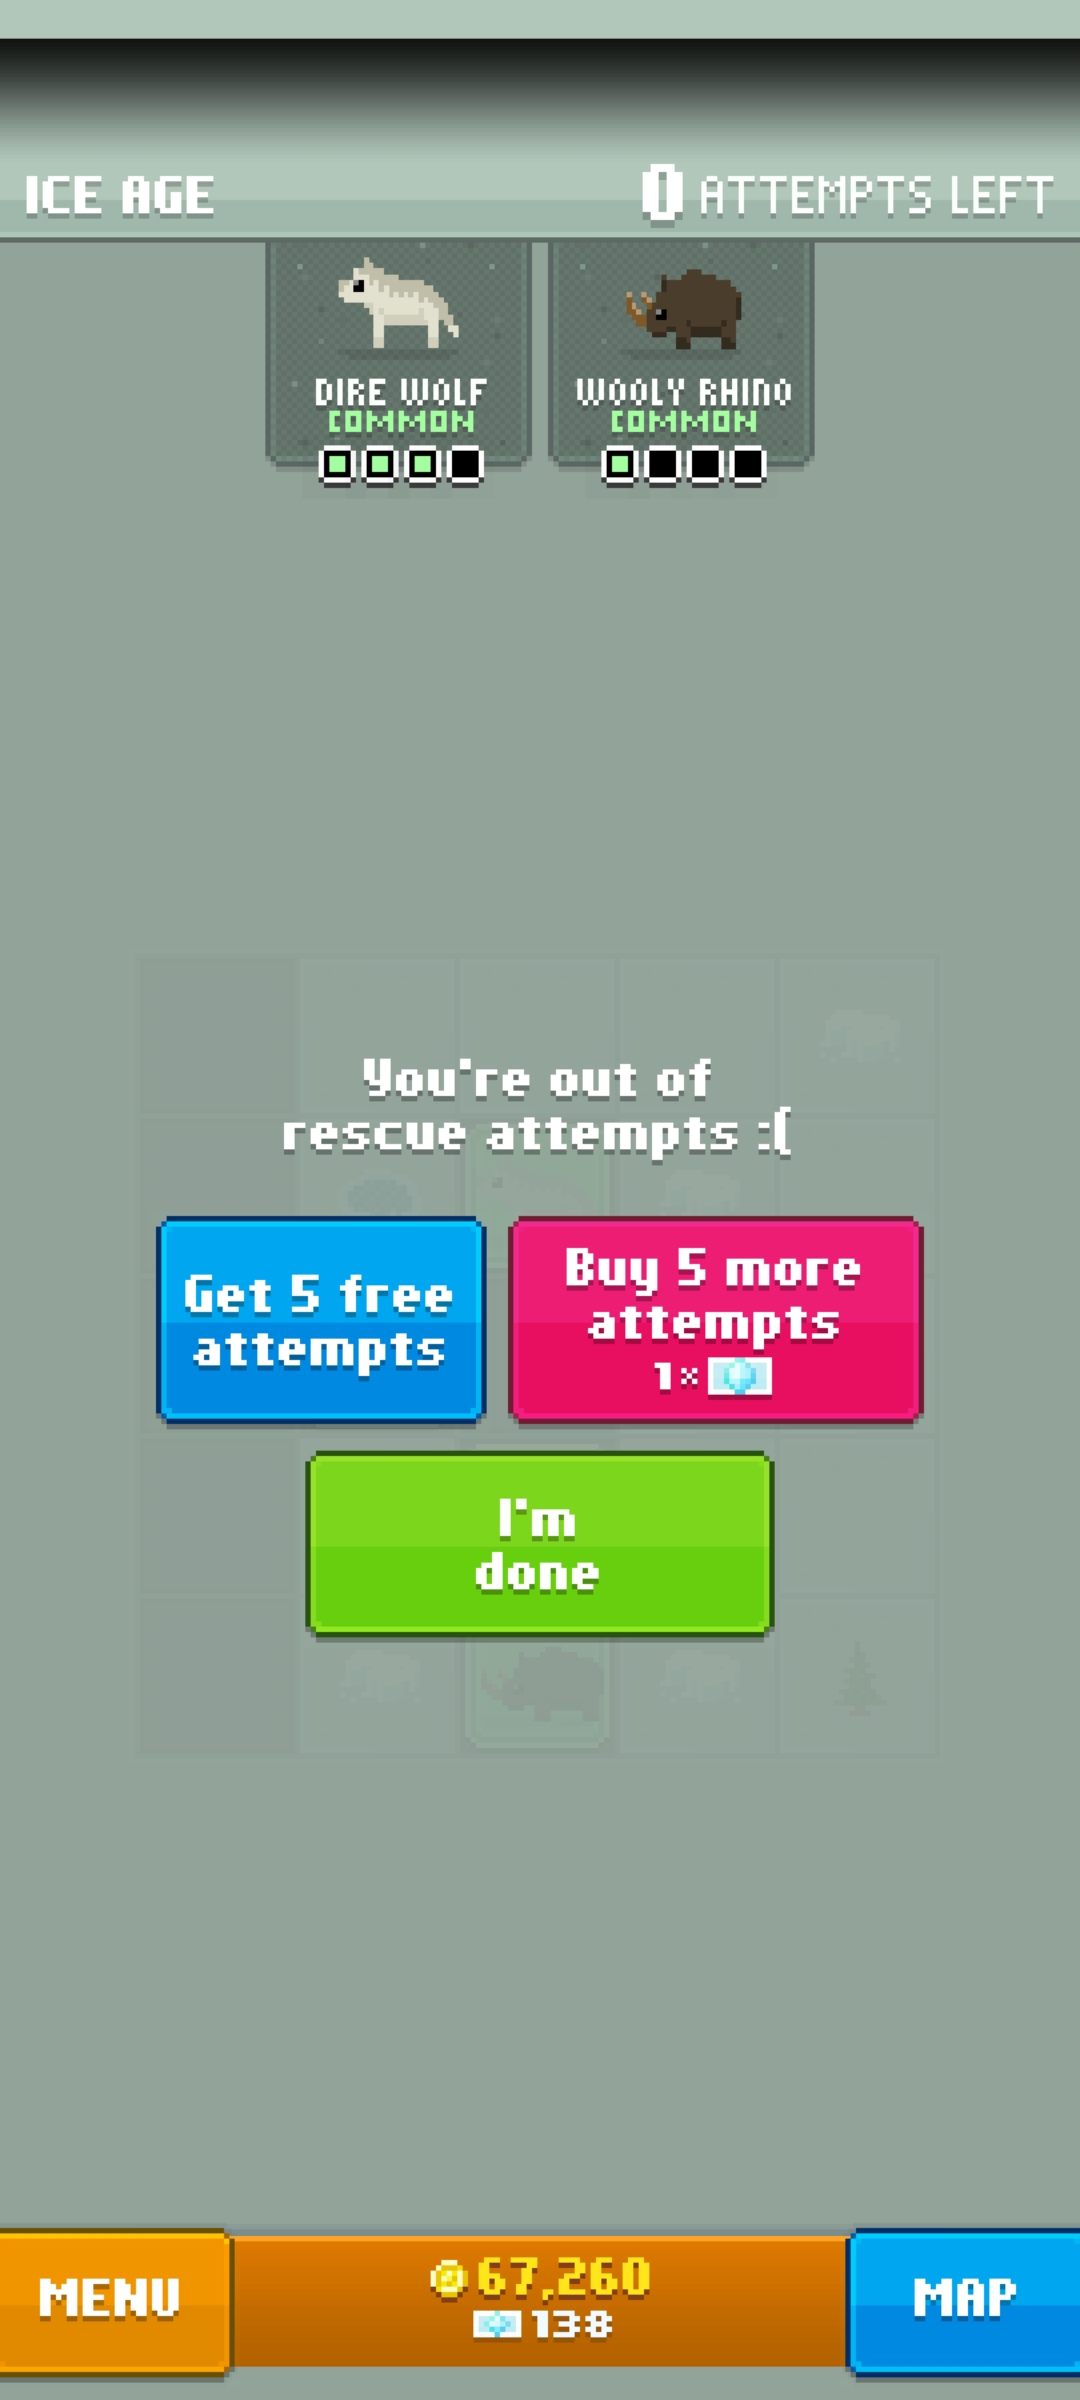 ICE AGE
0 ATTEMPTS LEFT
DIRE WOLF
COMMON
WOOLY RHINO
COMMON
You're out of
rescue attempts :(
Get 5 free
attempts
Buy 5 more
attempts
1×
I'm
done
MENU
67,260
138
MAP